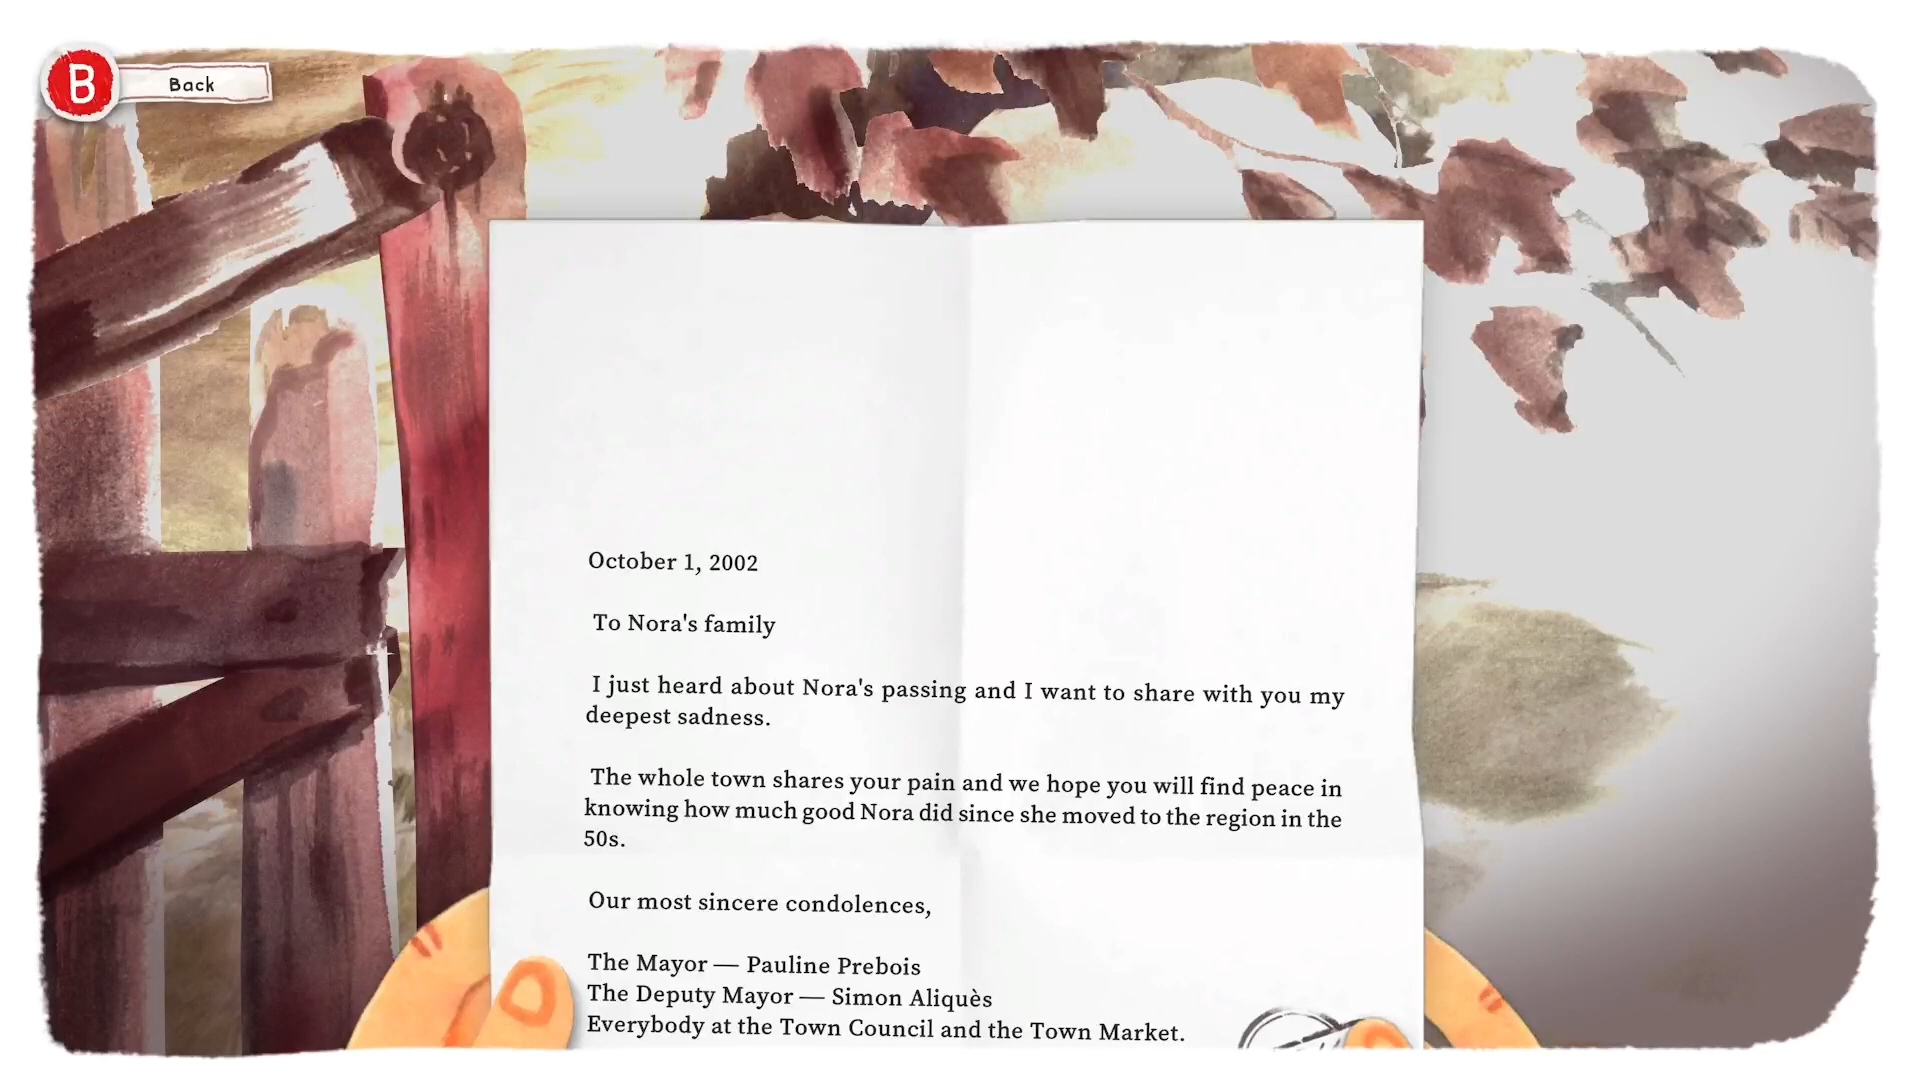 B Back
October 1, 2002
To Nora's family
I just heard about Nora's passing and I want to share with you my
deepest sadness.
The whole town shares your pain and we hope you will find peace in
knowing how much good Nora did since she moved to the region in the
50s.
Our most sincere condolences,
The Mayor — Pauline Prebois
The Deputy Mayor — Simon Aliquès
Everybody at the Town Council and the Town Market.